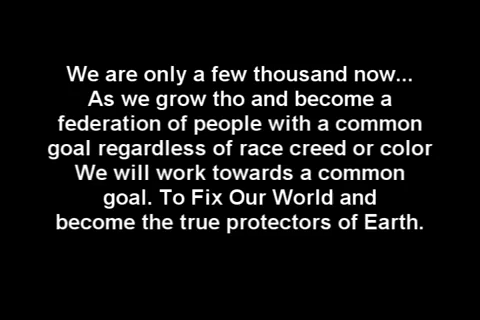 We are only a few thousand now...
As we grow tho and become a
federation of people with a common
goal regardless of race creed or color
We will work towards a common
goal. To Fix Our World and
become the true protectors of Earth.